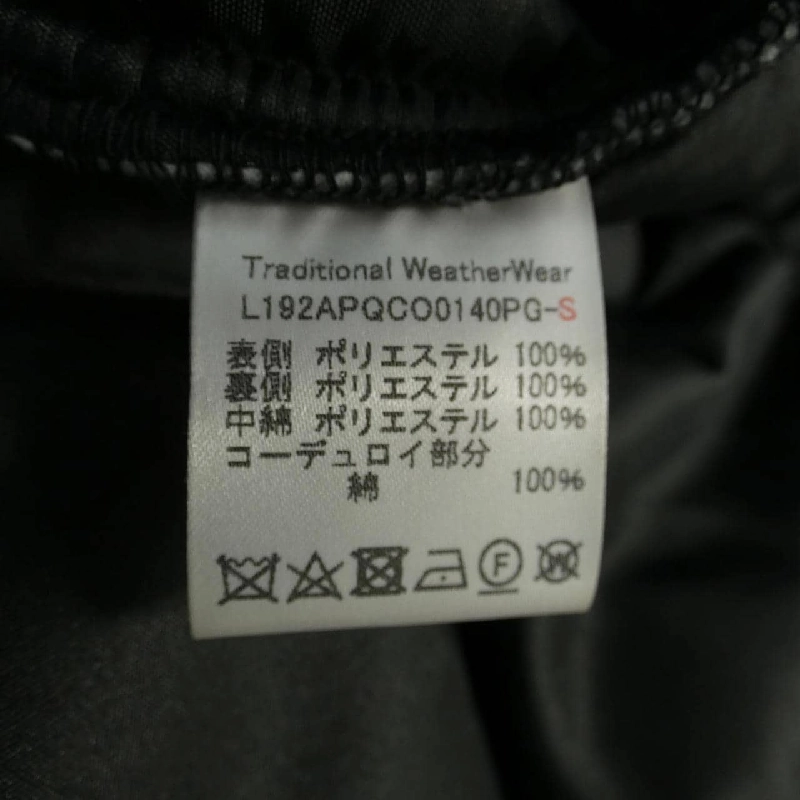 Traditional WeatherWear
L192APQCO0140PG-S
表側 ポリエステル 100%
裏側 ポリエステル 100%
中綿 ポリエステル 100%
コーデュロイ部分
綿 100%
F
W